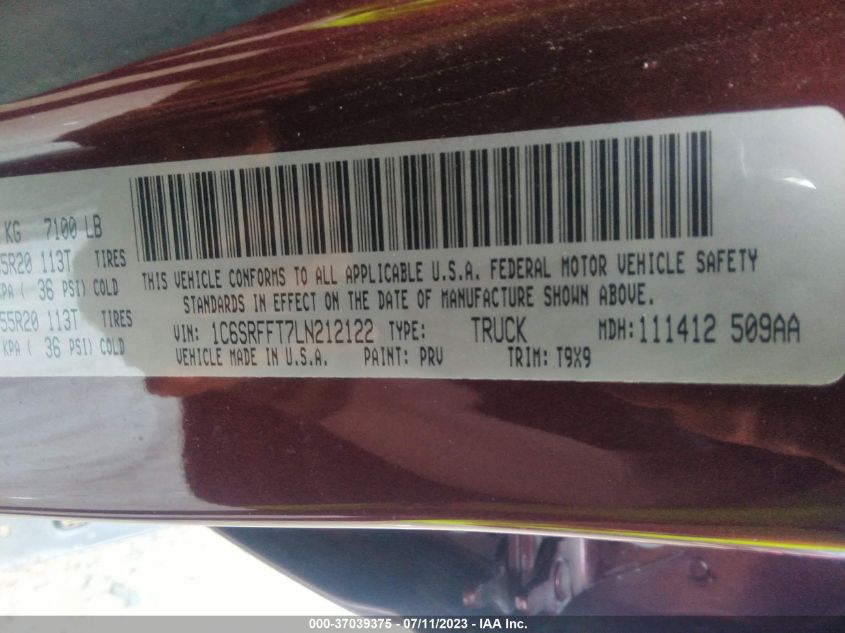 KG 7100 LB
5R20 113T TIRES
KPA ( 36 PSI) COLD
55R20 113T TIRES
KPA ( 36 PSI) COLD
THIS VEHICLE CONFORMS TO ALL APPLICABLE U.S.A. FEDERAL MOTOR VEHICLE SAFETY
STANDARDS IN EFFECT ON THE DATE OF MANUFACTURE SHOWN ABOVE.
VIN: 1C6SRFFT7LN212122 TYPE: TRUCK MDH: 111412 509AA
VEHICLE MADE IN U.S.A. PAINT: PRV TRIM: T9X9
000-37039375 - 07/11/2023 - IAA Inc.